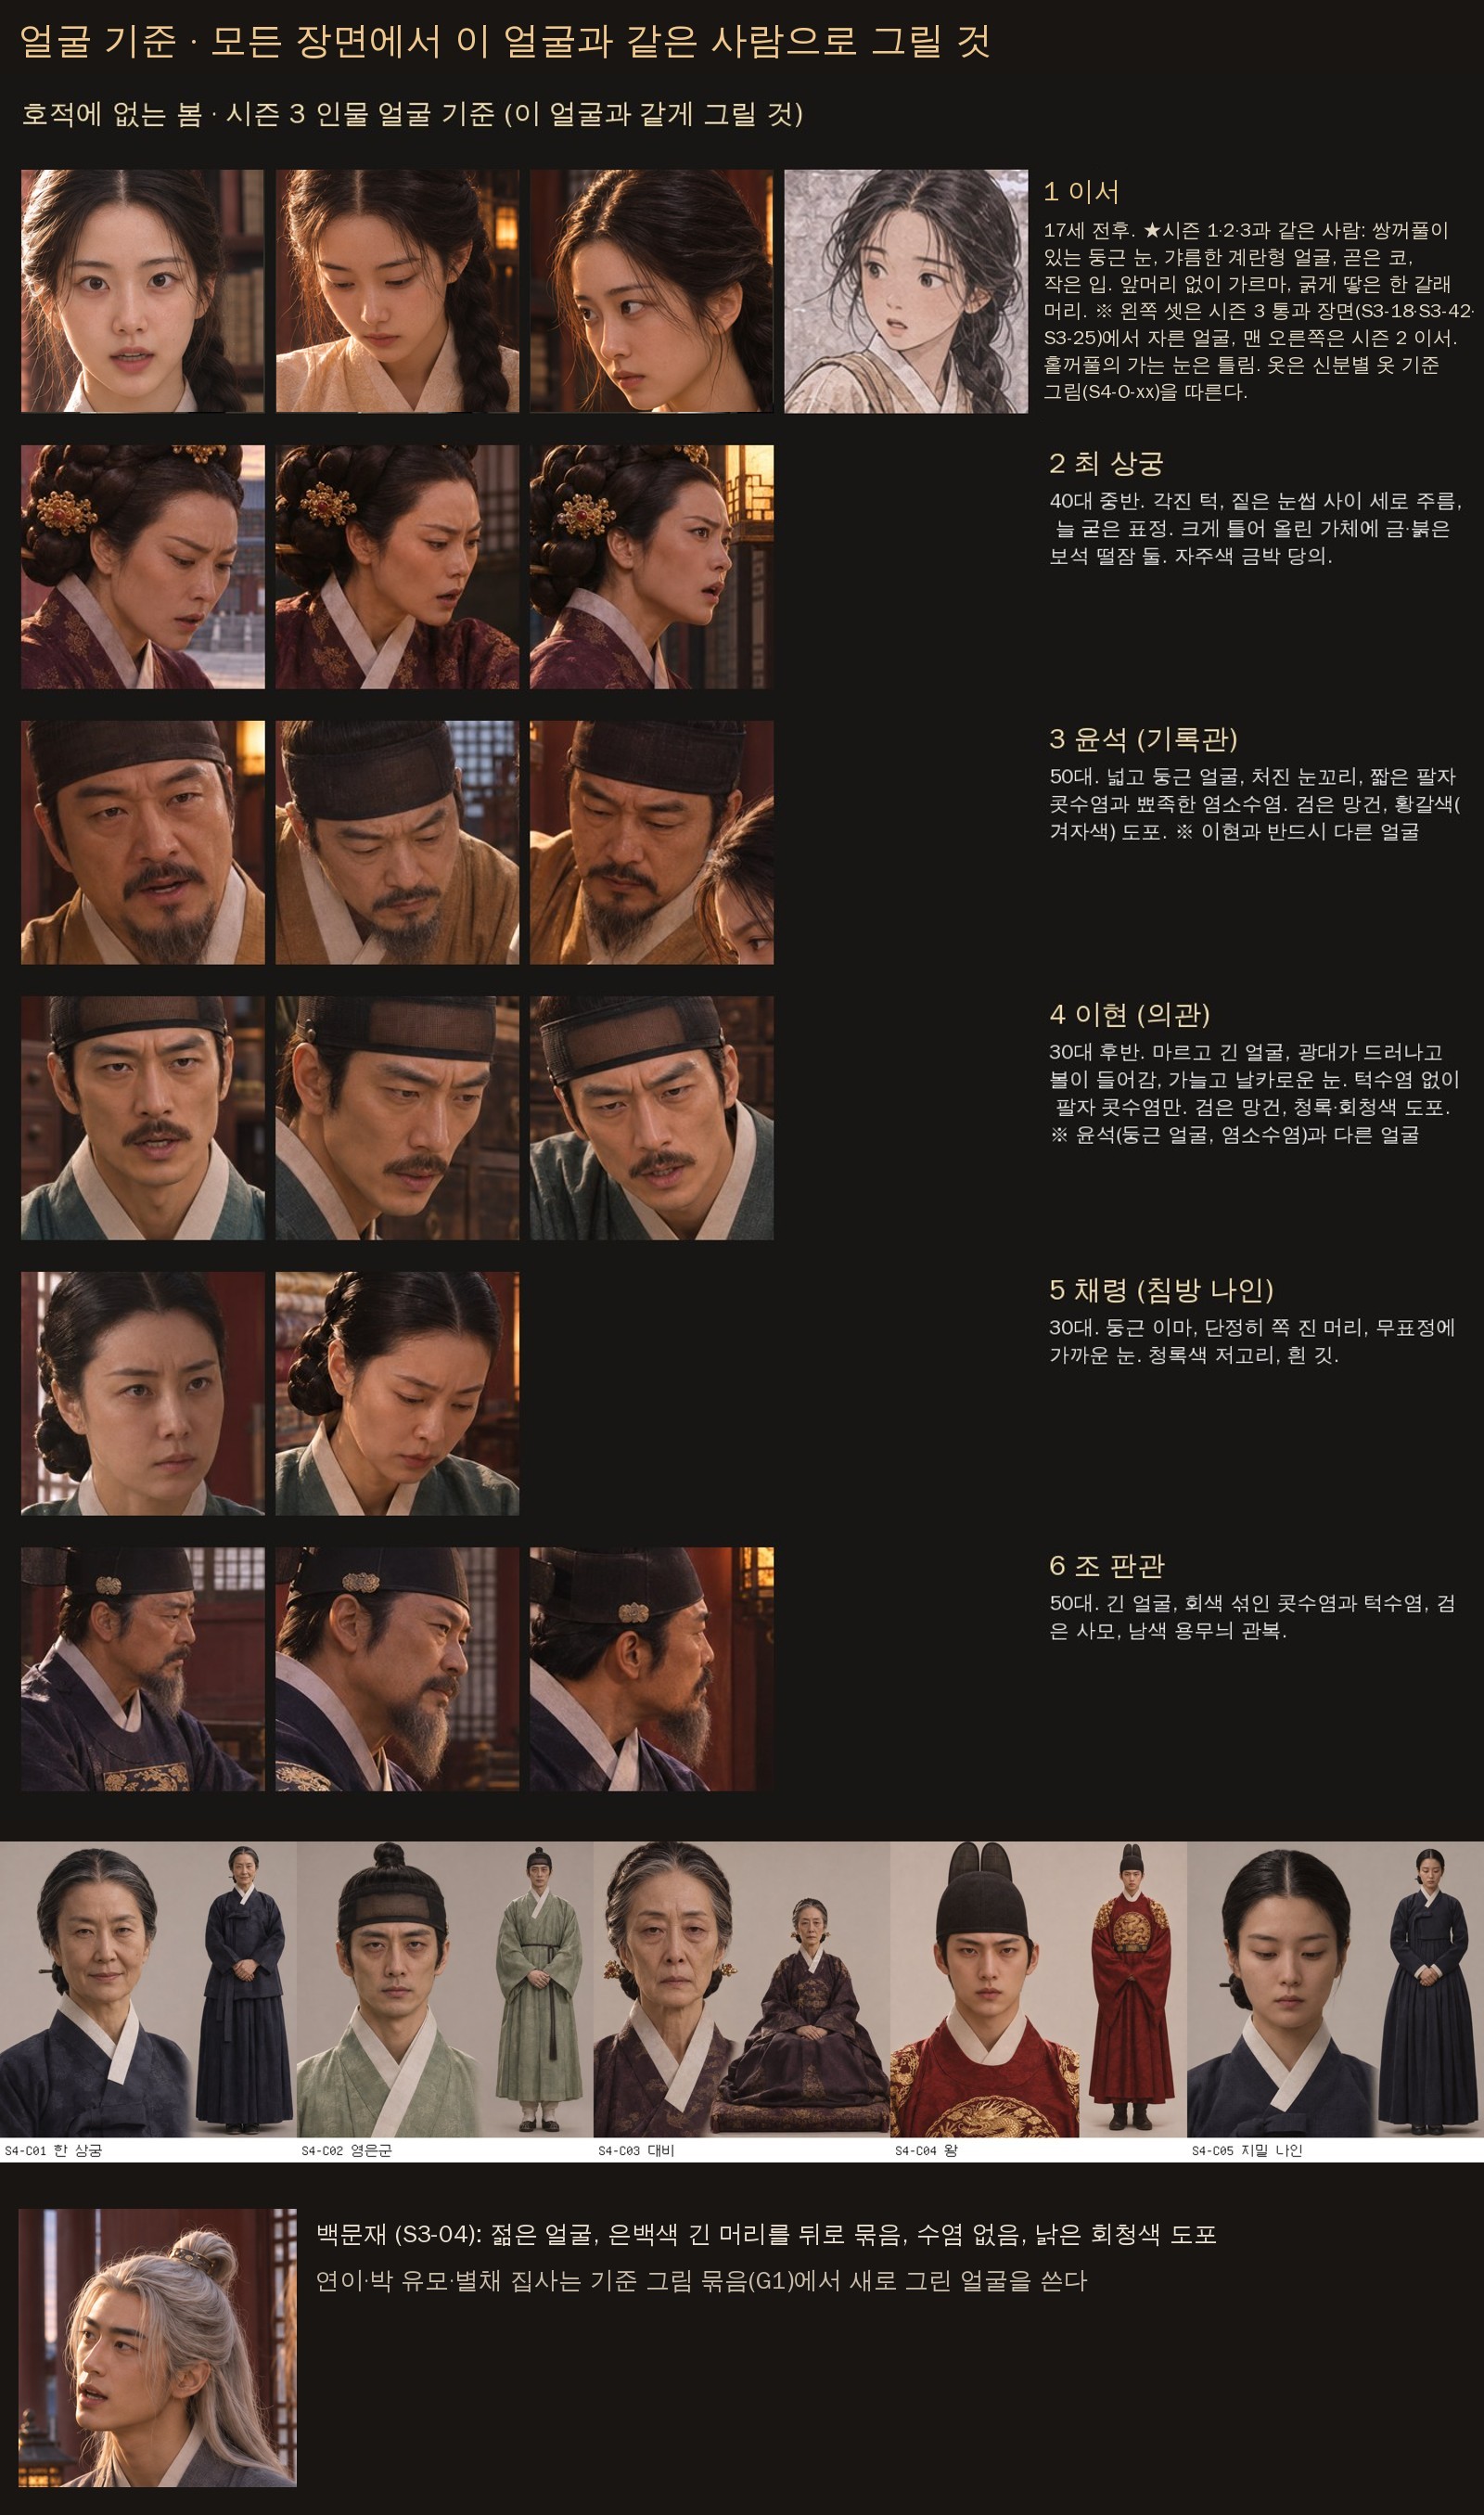 얼굴 기준 · 모든 장면에서 이 얼굴과 같은 사람으로 그릴 것
호적에 없는 봄 · 시즌 3 인물 얼굴 기준 (이 얼굴과 같게 그릴 것)
1 이서
17세 전후. ★시즌 1·2·3과 같은 사람: 쌍꺼풀이
있는 둥근 눈, 갸름한 계란형 얼굴, 곧은 코,
작은 입. 앞머리 없이 가르마, 굵게 땋은 한 갈래
머리. ※ 왼쪽 셋은 시즌 3 통과 장면(S3-18·S3-42·
S3-25)에서 자른 얼굴, 맨 오른쪽은 시즌 2 이서.
홑꺼풀의 가는 눈은 틀림. 옷은 신분별 옷 기준
그림(S4-O-xx)을 따른다.
2 최 상궁
40대 중반. 각진 턱, 짙은 눈썹 사이 세로 주름,
늘 굳은 표정. 크게 틀어 올린 가체에 금·붉은
보석 떨잠 둘. 자주색 금박 당의.
3 윤석 (기록관)
50대. 넓고 둥근 얼굴, 처진 눈꼬리, 짧은 팔자
콧수염과 뾰족한 염소수염. 검은 망건, 황갈색(
겨자색) 도포. ※ 이현과 반드시 다른 얼굴
4 이현 (의관)
30대 후반. 마르고 긴 얼굴, 광대가 드러나고
볼이 들어감, 가늘고 날카로운 눈. 턱수염 없이
팔자 콧수염만. 검은 망건, 청록·회청색 도포.
※ 윤석(둥근 얼굴, 염소수염)과 다른 얼굴
5 채령 (침방 나인)
30대. 둥근 이마, 단정히 쪽 진 머리, 무표정에
가까운 눈. 청록색 저고리, 흰 깃.
6 조 판관
50대. 긴 얼굴, 회색 섞인 콧수염과 턱수염, 검
은 사모, 남색 용무늬 관복.
S4-C01 한 상궁
S4-C02 영은군
S4-C03 대비
S4-C04 왕
S4-C05 지밀 나인
백문재 (S3-04): 젊은 얼굴, 은백색 긴 머리를 뒤로 묶음, 수염 없음, 낡은 회청색 도포
연이·박 유모·별채 집사는 기준 그림 묶음(G1)에서 새로 그린 얼굴을 쓴다